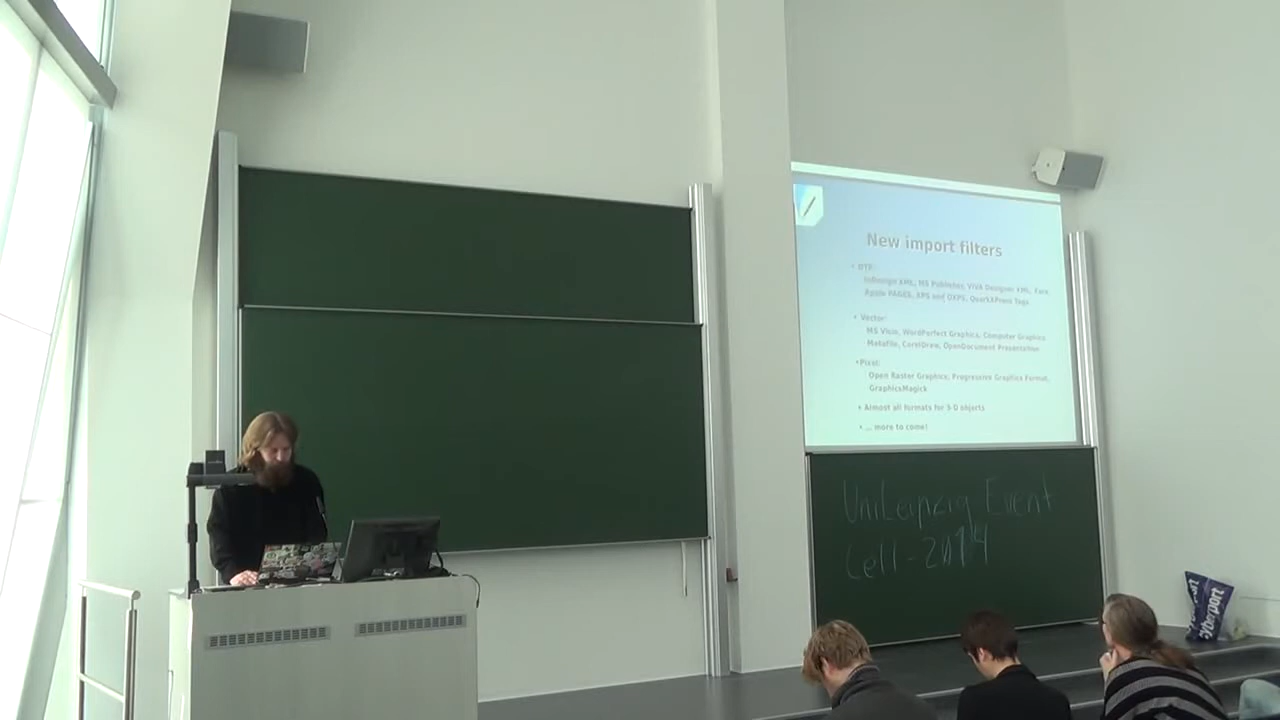 New import filters
• DTP:
InDesign XML, MS Publisher, VIVA Designer XML,
Apple PAGES, XPS and OXPS, QuarkXPress Tags
• Vector:
MS Visio, WordPerfect Graphics, Computer Graphics
Metafile, CorelDraw, OpenDocument Presentation
•Pixel:
Open Raster Graphics, Progressive Graphics Format,
GraphicsMagick
• Almost all formats for 3-D objects
• ... more to come!
UniLeipzig Event
Cell-2014
cyberport